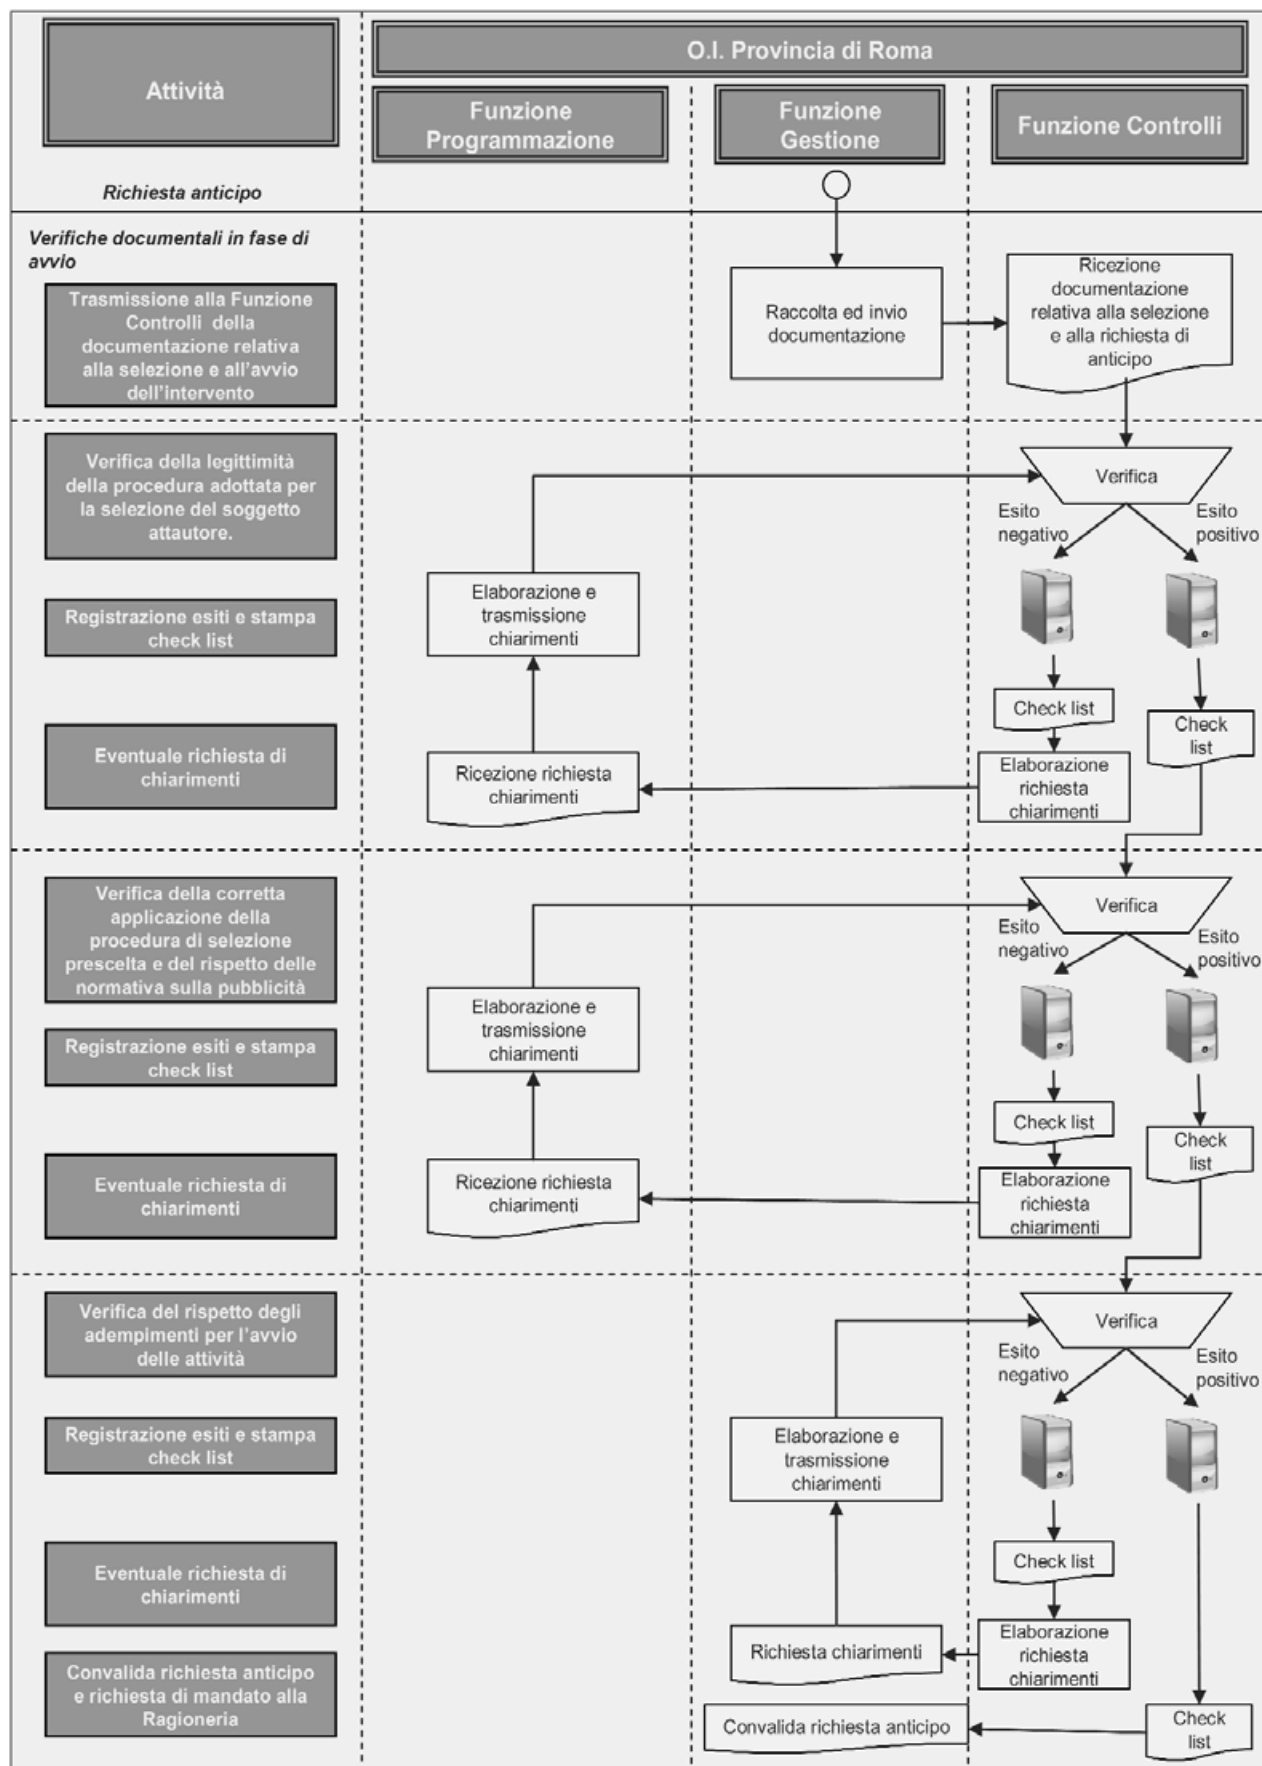 Attività
O.I. Provincia di Roma
Funzione
Programmazione
Funzione
Gestione
Funzione Controlli
Richiesta anticipo
Verifiche documentali in fase di
avvio
Trasmissione alla Funzione
Controlli della
documentazione relativa
alla selezione e all'avvio
dell'intervento
Raccolta ed invio
documentazione
Ricezione
documentazione
relativa alla selezione
e alla richiesta di
anticipo
Verifica della legittimità
della procedura adottata per
la selezione del soggetto
attautore.
Verifica
Esito
negativo
Esito
positivo
Registrazione esiti e stampa
check list
Elaborazione e
trasmissione
chiarimenti
Check list
Check
list
Eventuale richiesta di
chiarimenti
Ricezione richiesta
chiarimenti
Elaborazione
richiesta
chiarimenti
Verifica della corretta
applicazione della
procedura di selezione
prescelta e del rispetto delle
normativa sulla pubblicità
Verifica
Esito
negativo
Esito
positivo
Elaborazione e
trasmissione
chiarimenti
Registrazione esiti e stampa
check list
Check list
Check
list
Eventuale richiesta di
chiarimenti
Ricezione richiesta
chiarimenti
Elaborazione
richiesta
chiarimenti
Verifica del rispetto degli
adempimenti per l'avvio
delle attività
Verifica
Esito
negativo
Esito
positivo
Registrazione esiti e stampa
check list
Elaborazione e
trasmissione
chiarimenti
Check list
Eventuale richiesta di
chiarimenti
Richiesta chiarimenti
Elaborazione
richiesta
chiarimenti
Convalida richiesta anticipo
e richiesta di mandato alla
Ragioneria
Convalida richiesta anticipo
Check
list